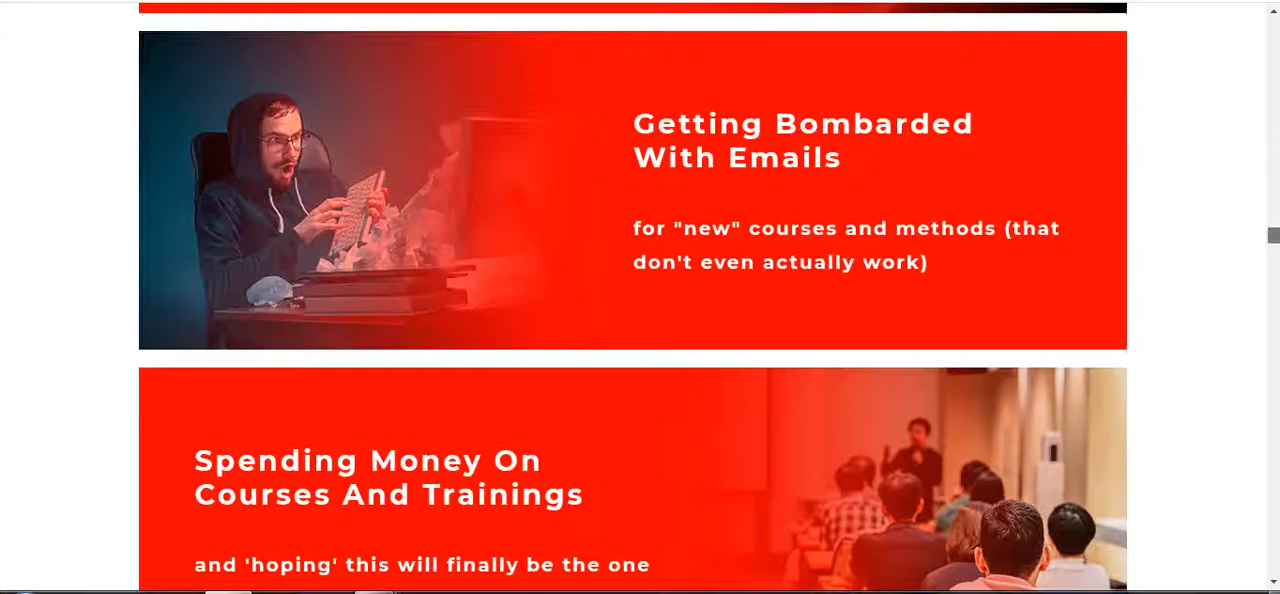 Getting Bombarded
With Emails
for "new" courses and methods (that
don't even actually work)
Spending Money On
Courses And Trainings
and 'hoping' this will finally be the one